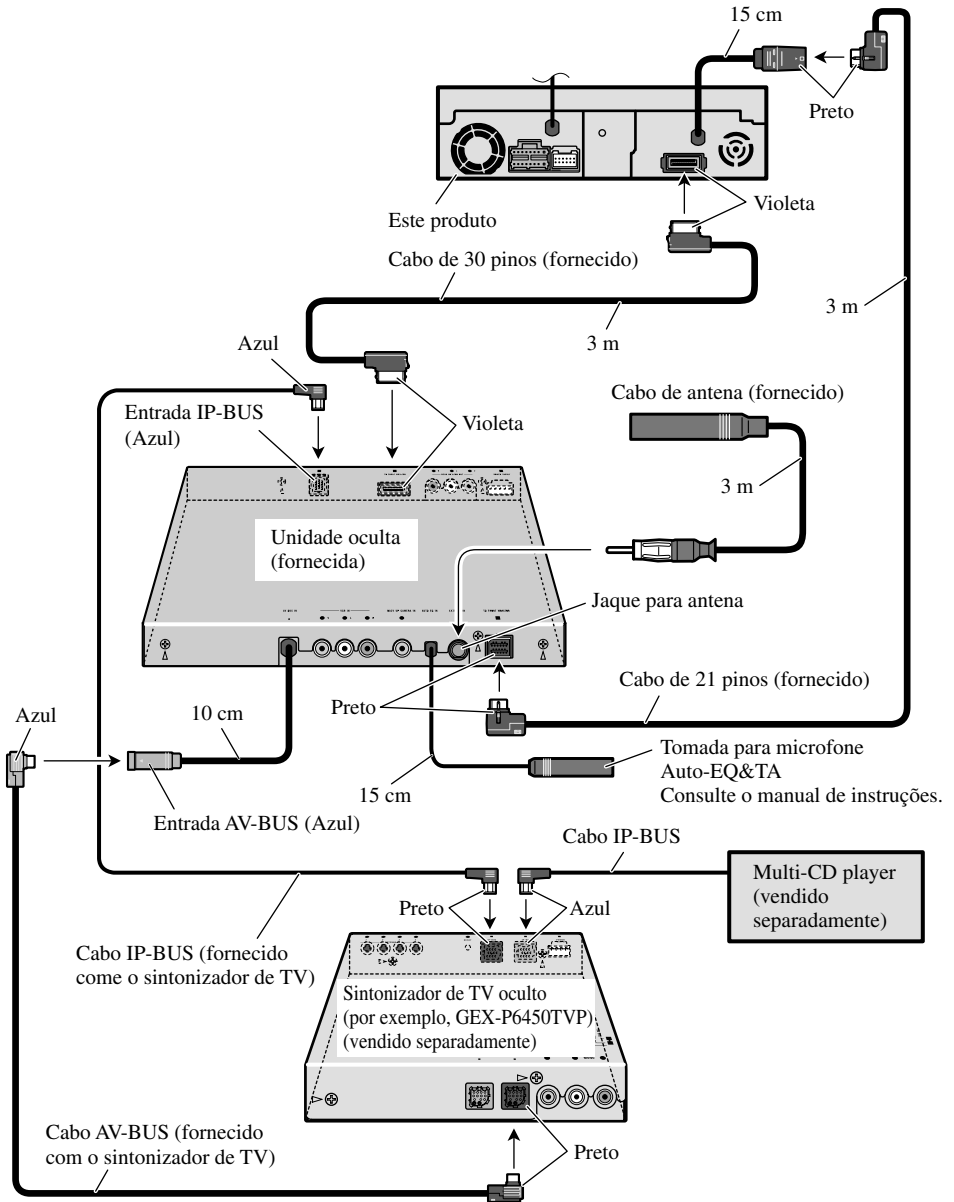 15 cm
Preto
Este produto
Violeta
Cabo de 30 pinos (fornecido)
3 m
3 m
Azul
Cabo de antena (fornecido)
Entrada IP-BUS
(Azul)
Violeta
3 m
Unidade oculta
(fornecida)
Jaque para antena
Cabo de 21 pinos (fornecido)
Preto
10 cm
Azul
Tomada para microfone
Auto-EQ&TA
Consulte o manual de instruções.
15 cm
Entrada AV-BUS (Azul)
Cabo IP-BUS
Multi-CD player
(vendido
separadamente)
Preto
Azul
Cabo IP-BUS (fornecido
come o sintonizador de TV)
Sintonizador de TV oculto
(por exemplo, GEX-P6450TVP)
(vendido separadamente)
Cabo AV-BUS (fornecido
com o sintonizador de TV)
Preto